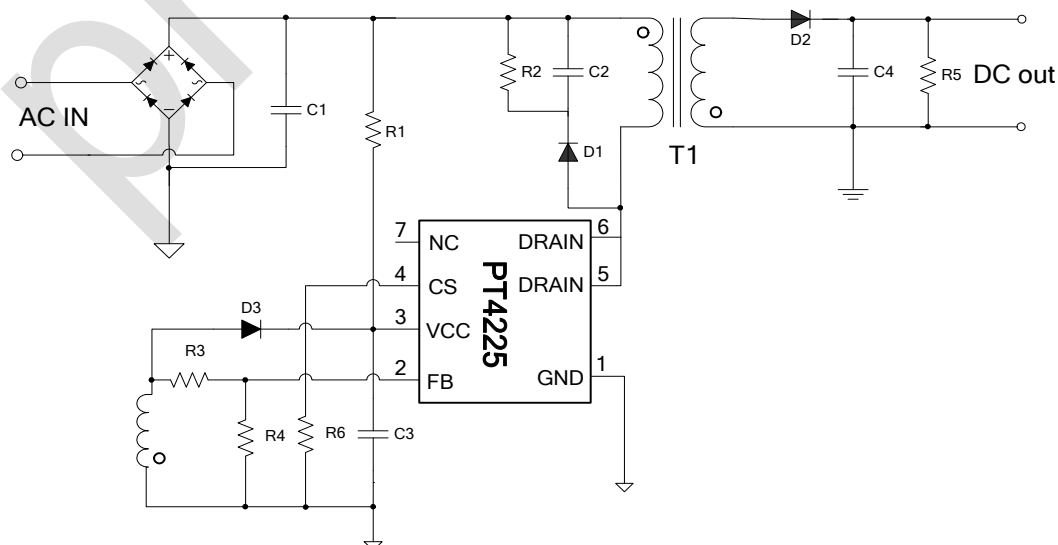 D2
R2
C2
C4
R5
DC out
AC IN
C1
R1
D1
T1
7
NC
DRAIN
6
4
CS
DRAIN
5
PT4225
D3
3
VCC
R3
2
FB
GND
1
R4
R6
C3